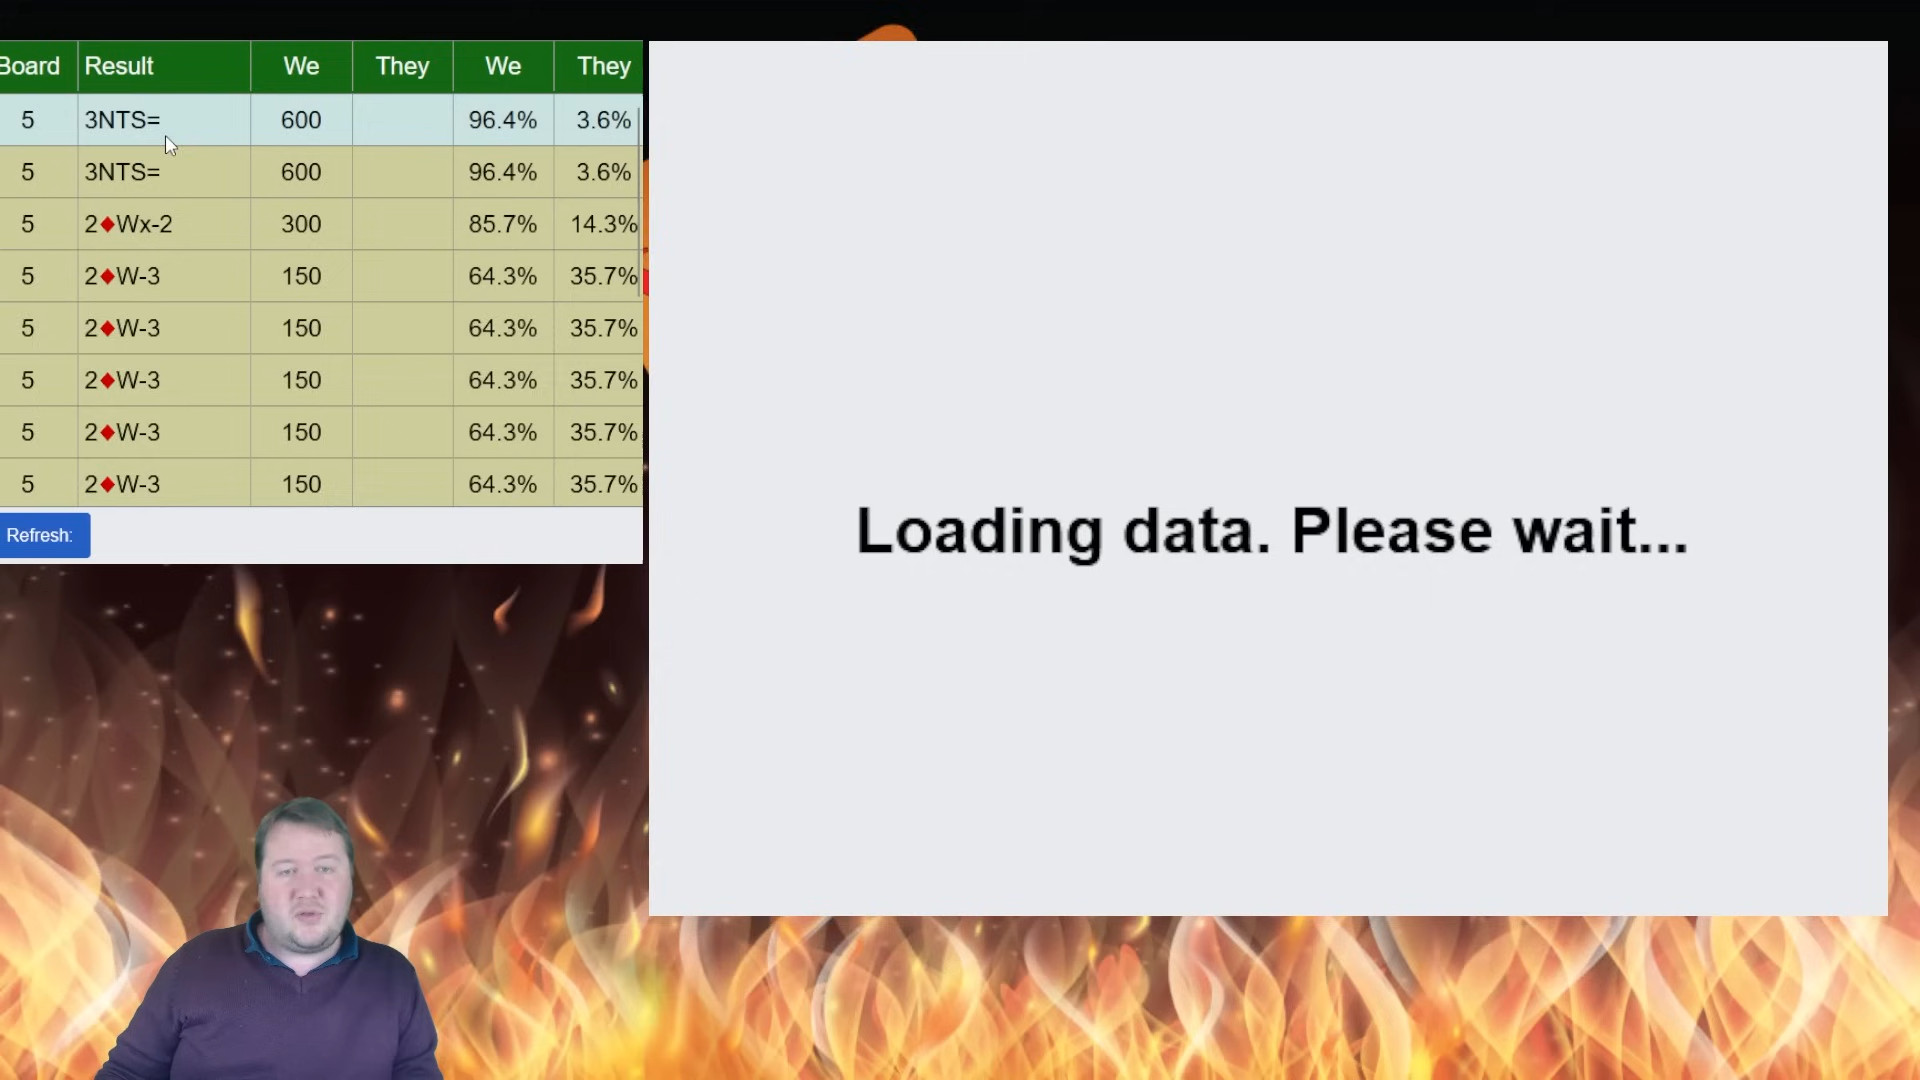 Board Result We They We They
5 3NTS= 600 96.4% 3.6%
5 3NTS= 600 96.4% 3.6%
5 2♦Wx-2 300 85.7% 14.3%
5 2♦W-3 150 64.3% 35.7%
5 2♦W-3 150 64.3% 35.7%
5 2♦W-3 150 64.3% 35.7%
5 2♦W-3 150 64.3% 35.7%
5 2♦W-3 150 64.3% 35.7%
Refresh:
Loading data. Please wait...